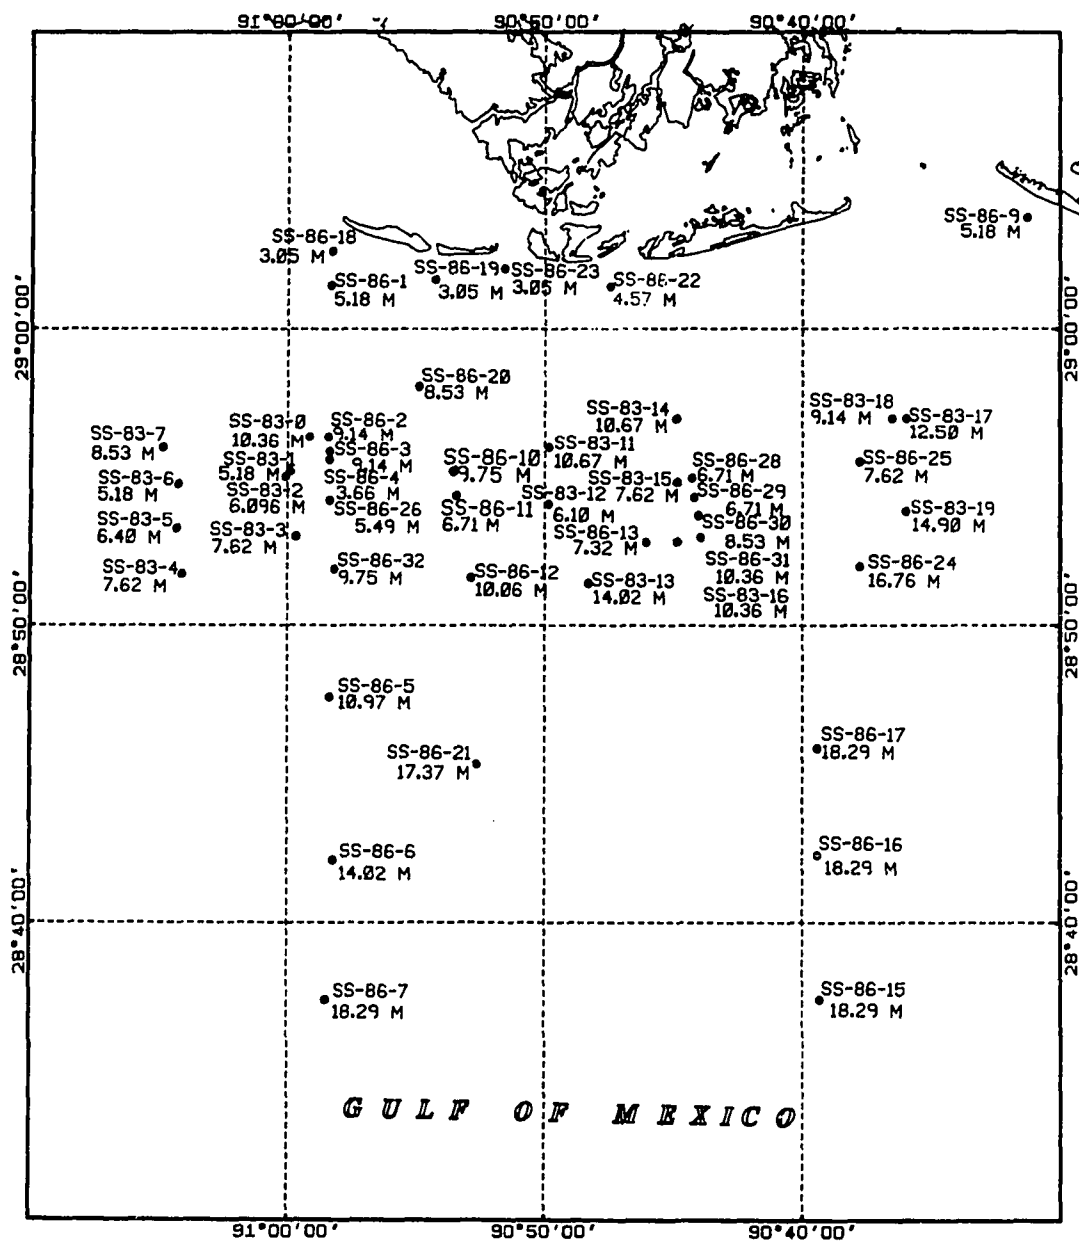 91°00'00'
90°50'00'
90°40'00'
SS-86-9
5.18 M
SS-86-18
3.05 M
SS-86-19
3.05 M
SS-86-23
3.05 M
SS-86-1
5.18 M
SS-86-22
4.57 M
29°00'00'
29°00'00'
SS-86-20
8.53 M
SS-83-18
9.14 M
SS-83-14
10.67 M
SS-83-17
12.50 M
SS-83-0
10.36 M
SS-86-2
9.14 M
SS-83-7
8.53 M
SS-83-11
10.67 M
SS-86-3
9.14 M
SS-86-10
9.75 M
SS-86-28
6.71 M
SS-86-25
7.62 M
SS-83-1
5.18 M
SS-83-6
5.18 M
SS-86-4
3.66 M
SS-83-15
7.62 M
SS-83-2
6.096 M
SS-83-12
6.10 M
SS-86-29
6.71 M
SS-86-26
5.49 M
SS-86-11
6.71 M
SS-83-19
14.90 M
SS-83-5
6.40 M
SS-83-3
7.62 M
SS-86-13
7.32 M
SS-86-30
8.53 M
SS-86-32
9.75 M
SS-86-31
10.36 M
SS-86-24
16.76 M
SS-83-4
7.62 M
SS-86-12
10.06 M
SS-83-13
14.02 M
SS-83-16
10.36 M
28°50'00'
28°50'00'
SS-86-5
10.97 M
SS-86-17
18.29 M
SS-86-21
17.37 M
SS-86-6
14.02 M
SS-86-16
18.29 M
28°40'00'
28°40'00'
SS-86-7
18.29 M
SS-86-15
18.29 M
GULF OF MEXICO
91°00'00'
90°50'00'
90°40'00'